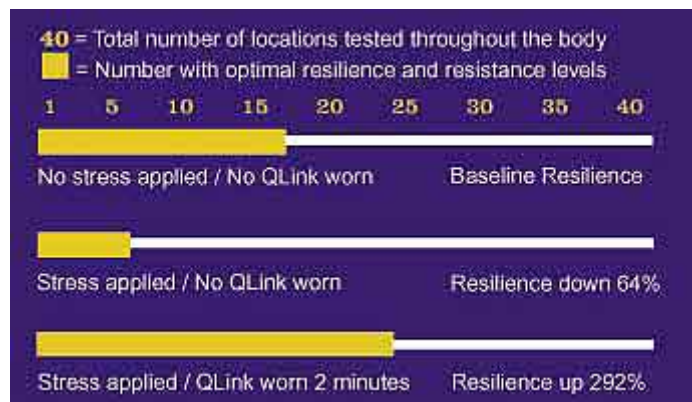 40 = Total number of locations tested throughout the body
= Number with optimal resilience and resistance levels
1 5 10 15 20 25 30 35 40
No stress applied / No QLink worn Baseline Resilience
Stress applied / No QLink worn Resilience down 64%
Stress applied / QLink worn 2 minutes Resilience up 292%